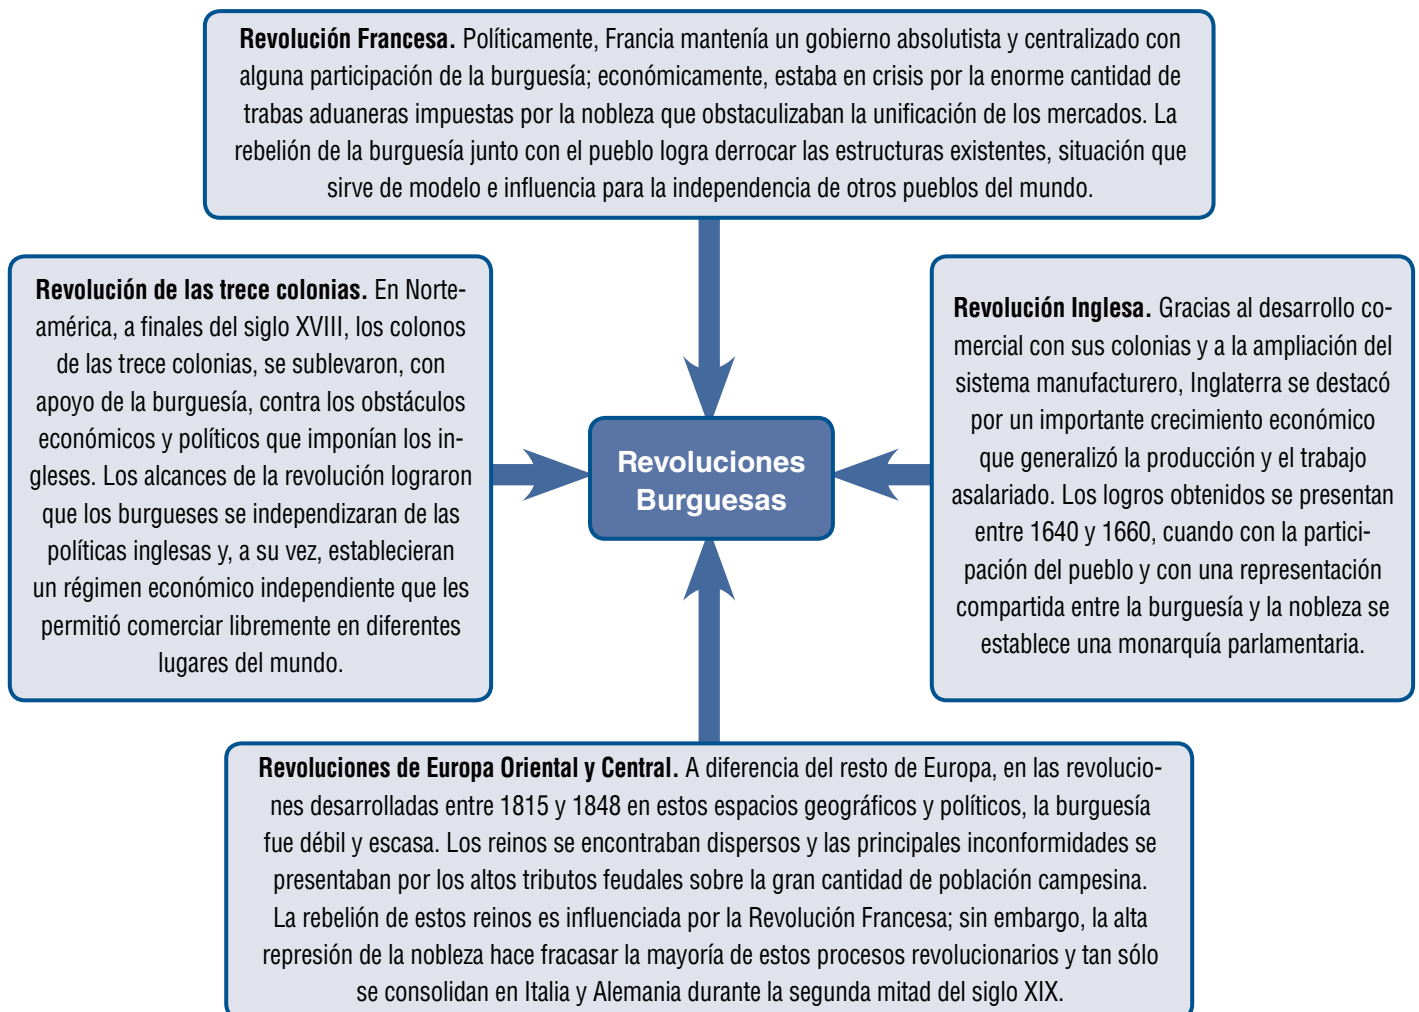 Revolución Francesa. Políticamente, Francia mantenía un gobierno absolutista y centralizado con
alguna participación de la burguesía; económicamente, estaba en crisis por la enorme cantidad de
trabas aduaneras impuestas por la nobleza que obstaculizaban la unificación de los mercados. La
rebelión de la burguesía junto con el pueblo logra derrocar las estructuras existentes, situación que
sirve de modelo e influencia para la independencia de otros pueblos del mundo.
Revolución de las trece colonias. En Norte-
américa, a finales del siglo XVIII, los colonos
de las trece colonias, se sublevaron, con
apoyo de la burguesía, contra los obstáculos
económicos y políticos que imponían los in-
gleses. Los alcances de la revolución lograron
que los burgueses se independizaran de las
políticas inglesas y, a su vez, establecieran
un régimen económico independiente que les
permitió comerciar libremente en diferentes
lugares del mundo.
Revoluciones
Burguesas
Revolución Inglesa. Gracias al desarrollo co-
mercial con sus colonias y a la ampliación del
sistema manufacturero, Inglaterra se destacó
por un importante crecimiento económico
que generalizó la producción y el trabajo
asalariado. Los logros obtenidos se presentan
entre 1640 y 1660, cuando con la partici-
pación del pueblo y con una representación
compartida entre la burguesía y la nobleza se
establece una monarquía parlamentaria.
Revoluciones de Europa Oriental y Central. A diferencia del resto de Europa, en las revolucio-
nes desarrolladas entre 1815 y 1848 en estos espacios geográficos y políticos, la burguesía
fue débil y escasa. Los reinos se encontraban dispersos y las principales inconformidades se
presentaban por los altos tributos feudales sobre la gran cantidad de población campesina.
La rebelión de estos reinos es influenciada por la Revolución Francesa; sin embargo, la alta
represión de la nobleza hace fracasar la mayoría de estos procesos revolucionarios y tan sólo
se consolidan en Italia y Alemania durante la segunda mitad del siglo XIX.